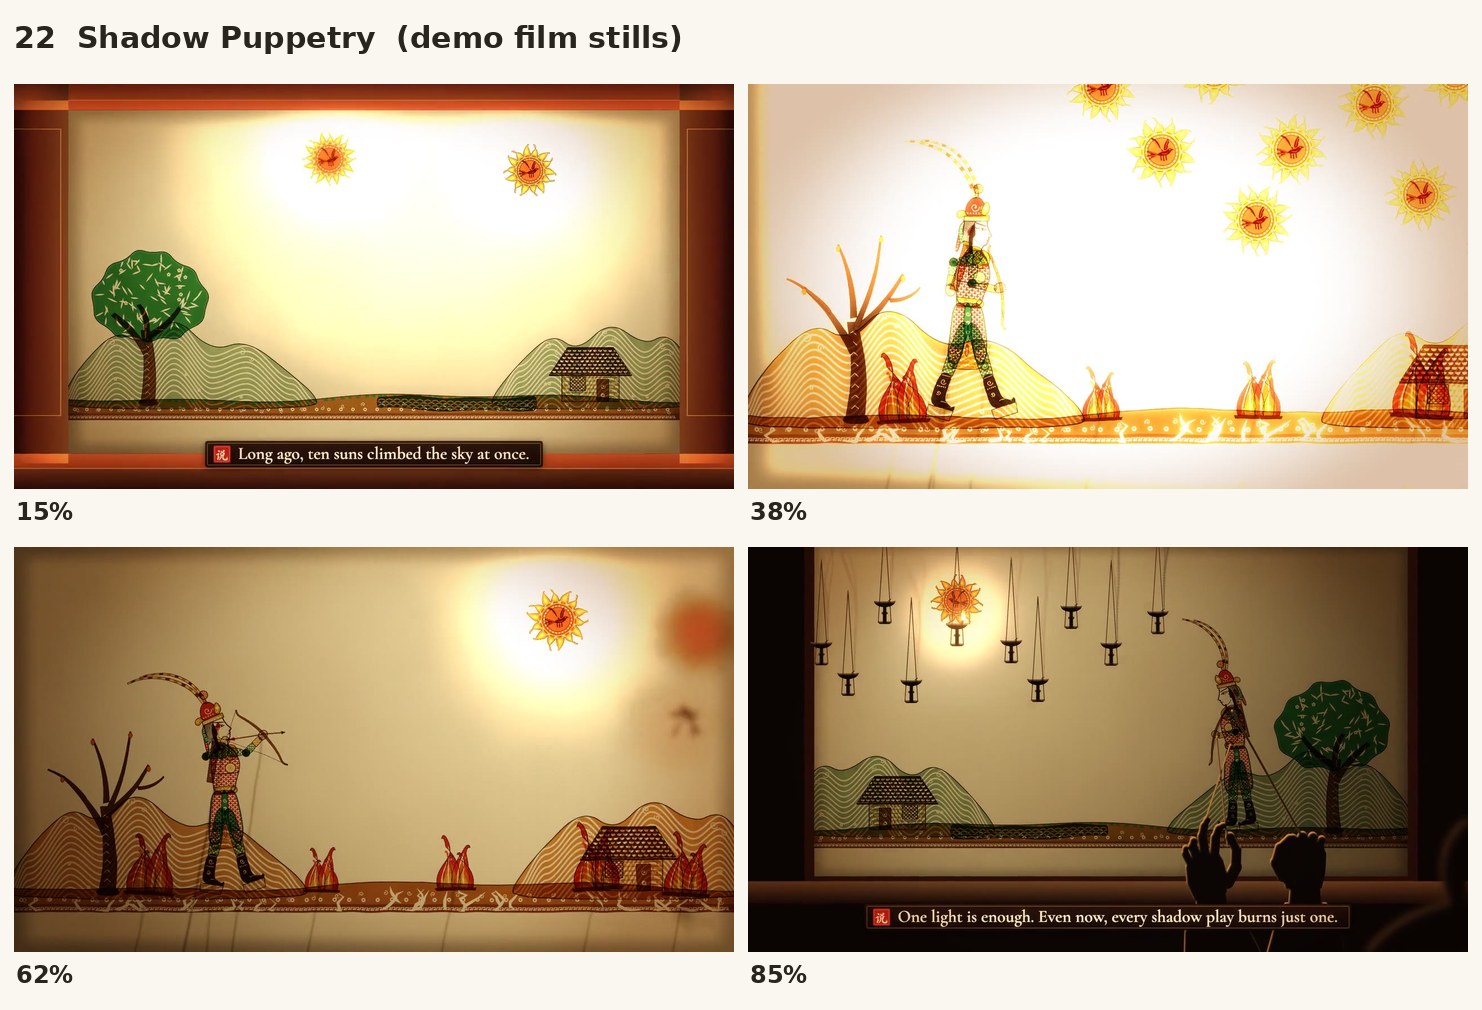 22 Shadow Puppetry (demo film stills)
说 Long ago, ten suns climbed the sky at once.
15%
38%
说 One light is enough. Even now, every shadow play burns just one.
62%
85%